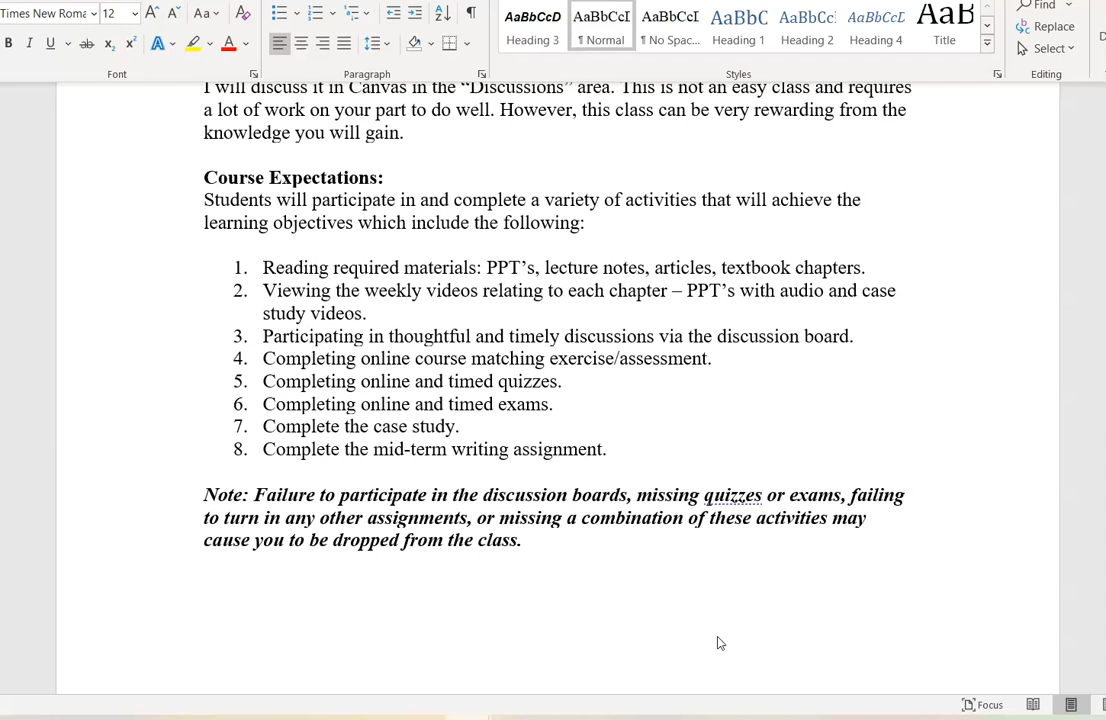 Times New Roma 12 Aa
B I U ab x₂ x² A A
Font
Paragraph
AaBbCcD AaBbCcI AaBbCcI AaBbC AaBbCc AaBbCcD AaB
Heading 3 ¶ Normal ¶ No Spac... Heading 1 Heading 2 Heading 4 Title
Styles
Find
Replace
Select
Editing
I will discuss it in Canvas in the “Discussions” area. This is not an easy class and requires
a lot of work on your part to do well. However, this class can be very rewarding from the
knowledge you will gain.
Course Expectations:
Students will participate in and complete a variety of activities that will achieve the
learning objectives which include the following:
1. Reading required materials: PPT’s, lecture notes, articles, textbook chapters.
2. Viewing the weekly videos relating to each chapter – PPT’s with audio and case
study videos.
3. Participating in thoughtful and timely discussions via the discussion board.
4. Completing online course matching exercise/assessment.
5. Completing online and timed quizzes.
6. Completing online and timed exams.
7. Complete the case study.
8. Complete the mid-term writing assignment.
Note: Failure to participate in the discussion boards, missing quizzes or exams, failing
to turn in any other assignments, or missing a combination of these activities may
cause you to be dropped from the class.
Focus